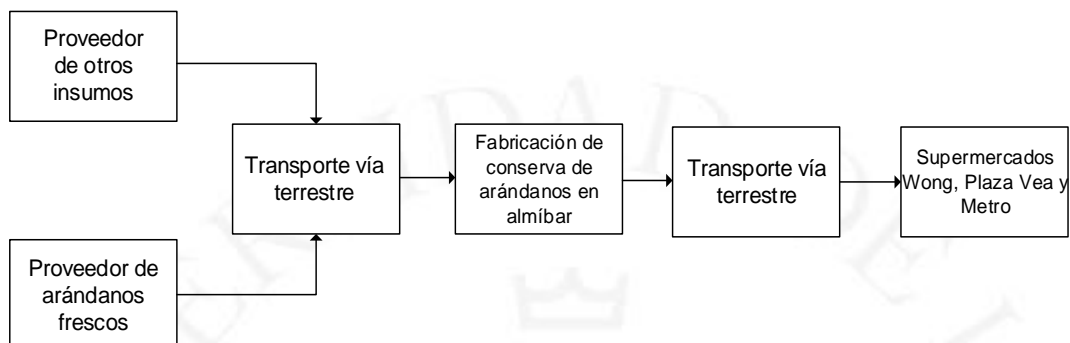 Proveedor
de otros
insumos
Proveedor de
arándanos
frescos
Transporte vía
terrestre
Fabricación de
conserva de
arándanos en
almíbar
Transporte vía
terrestre
Supermercados
Wong, Plaza Vea y
Metro